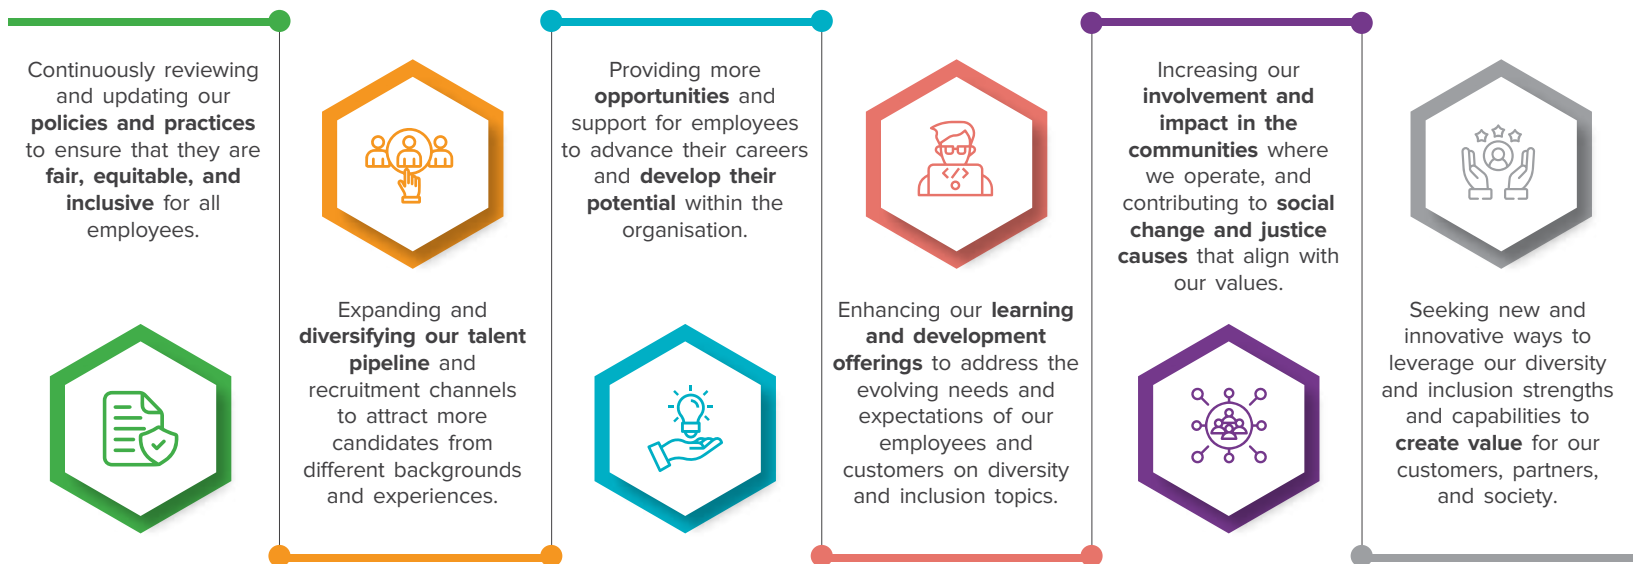 Continuously reviewing
and updating our
policies and practices
to ensure that they are
fair, equitable, and
inclusive for all
employees.
Expanding and
diversifying our talent
pipeline and
recruitment channels
to attract more
candidates from
different backgrounds
and experiences.
Providing more
opportunities and
support for employees
to advance their careers
and develop their
potential within the
organisation.
Enhancing our learning
and development
offerings to address the
evolving needs and
expectations of our
employees and
customers on diversity
and inclusion topics.
Increasing our
involvement and
impact in the
communities where
we operate, and
contributing to social
change and justice
causes that align with
our values.
Seeking new and
innovative ways to
leverage our diversity
and inclusion strengths
and capabilities to
create value for our
customers, partners,
and society.